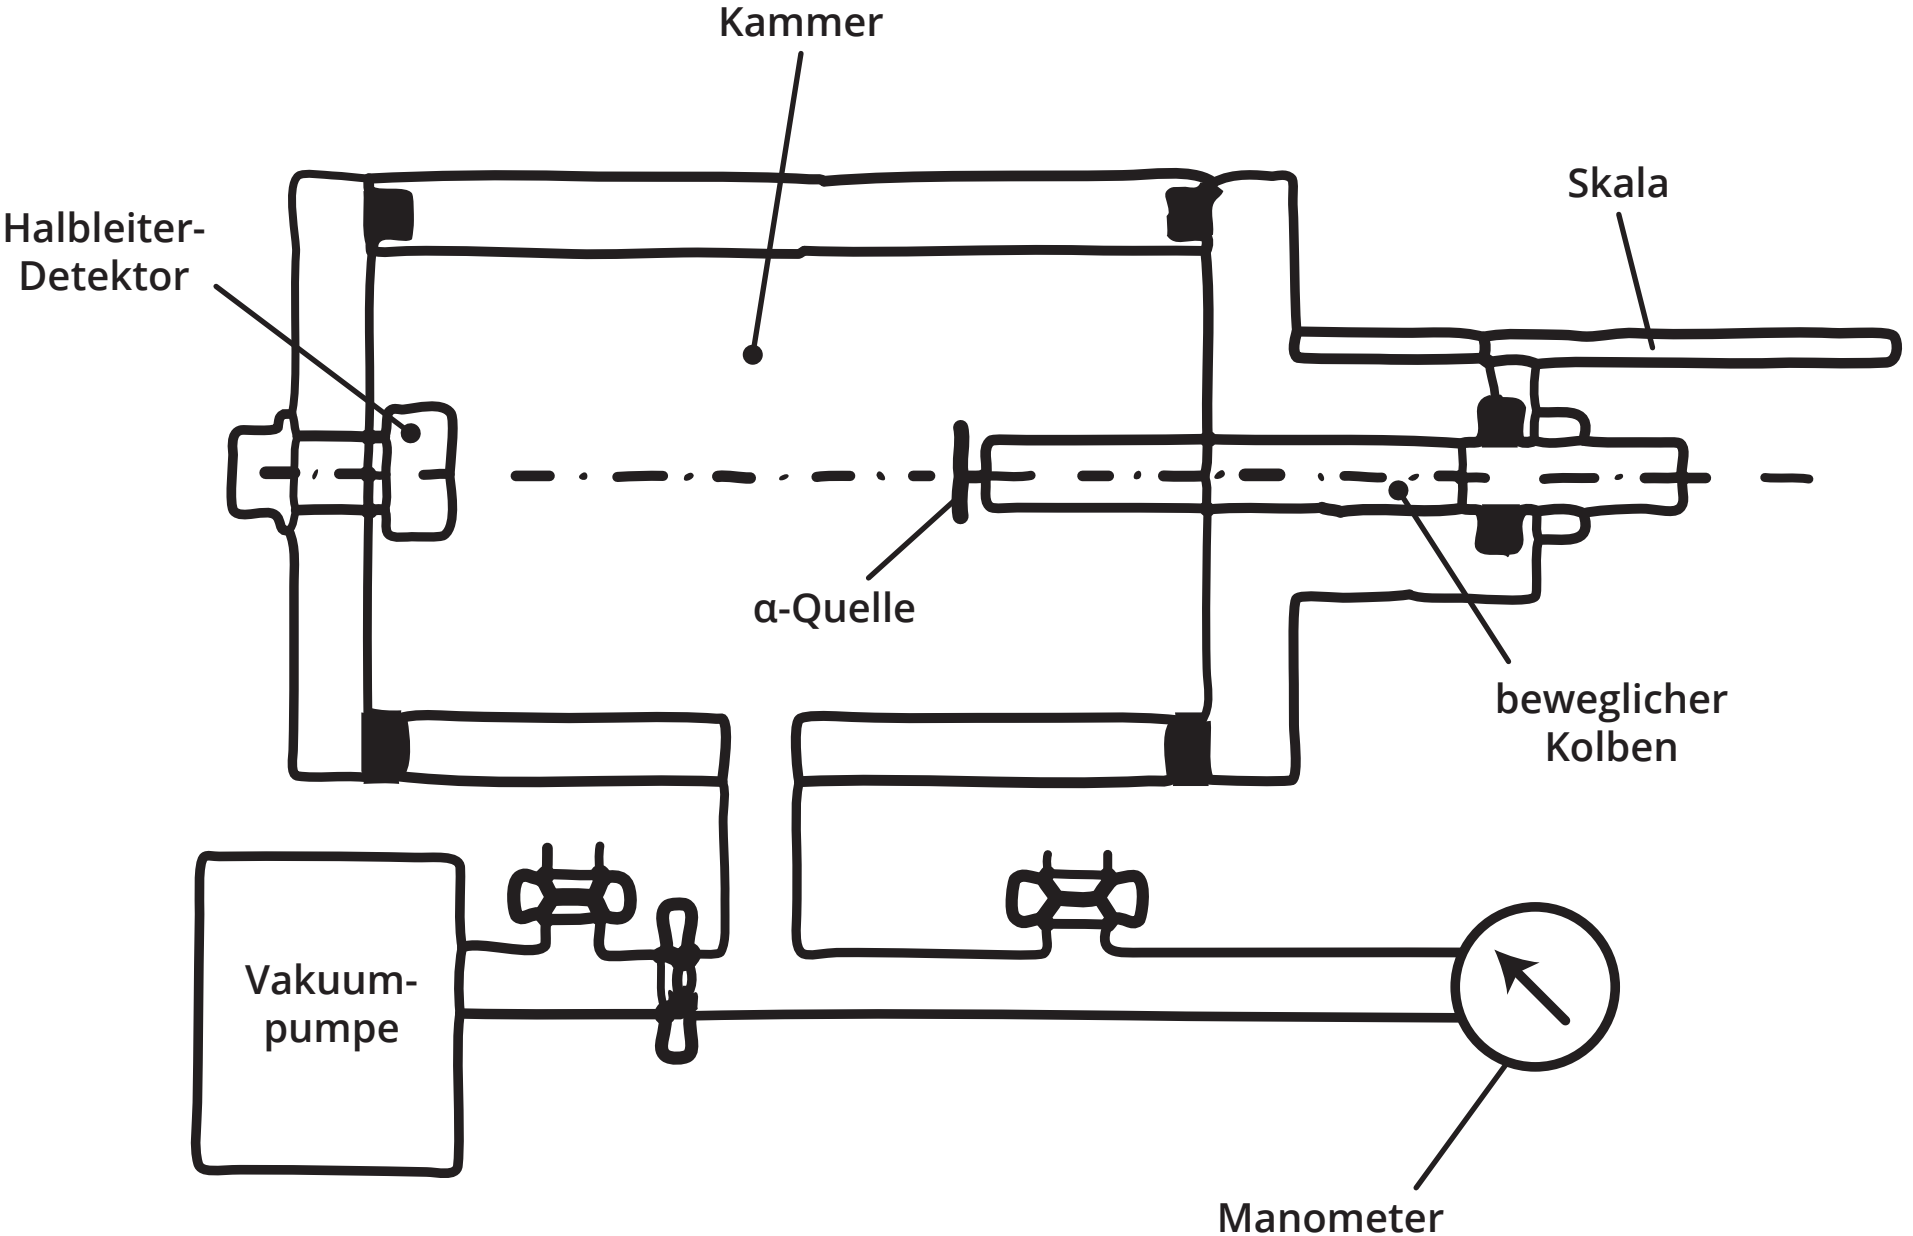 Kammer
Skala
Halbleiter-
Detektor
α-Quelle
beweglicher
Kolben
Vakuum-
pumpe
Manometer